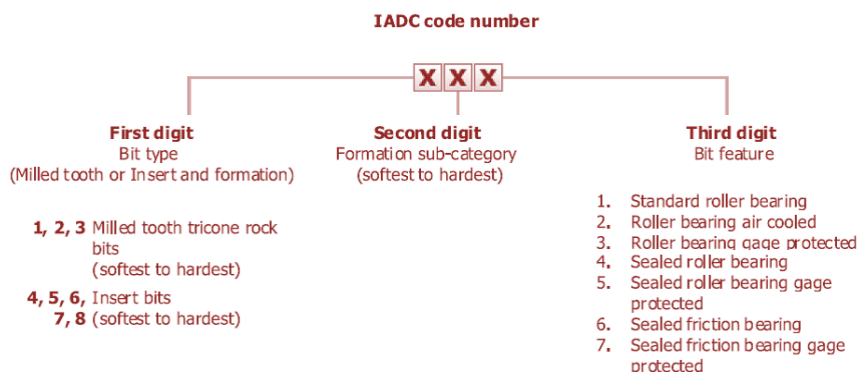 IADC code number
X X X
First digit
Bit type
(Milled tooth or Insert and formation)
1, 2, 3 Milled tooth tricone rock
bits
(softest to hardest)
4, 5, 6, Insert bits
7, 8 (softest to hardest)
Second digit
Formation sub-category
(softest to hardest)
Third digit
Bit feature
1. Standard roller bearing
2. Roller bearing air cooled
3. Roller bearing gage protected
4. Sealed roller bearing
5. Sealed roller bearing gage
protected
6. Sealed friction bearing
7. Sealed friction bearing gage
protected